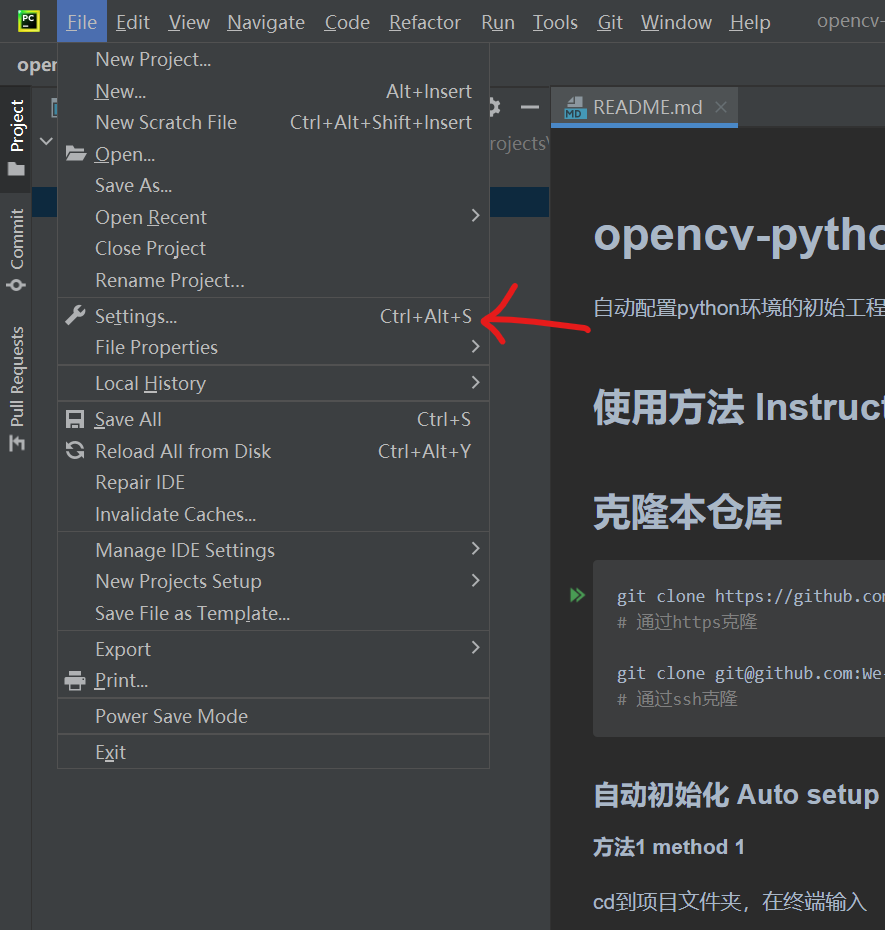 PC
File Edit View Navigate Code Refactor Run Tools Git Window Help opencv-
open
New Project...
New... Alt+Insert
New Scratch File Ctrl+Alt+Shift+Insert
Open...
Save As...
Open Recent
Close Project
Rename Project...
Settings... Ctrl+Alt+S
File Properties
Local History
Save All Ctrl+S
Reload All from Disk Ctrl+Alt+Y
Repair IDE
Invalidate Caches...
Manage IDE Settings
New Projects Setup
Save File as Template...
Export
Print...
Power Save Mode
Exit
Project
Commit
Pull Requests
rojects\
MD README.md
opencv-pytho
自动配置python环境的初始工程
使用方法 Instruct
克隆本仓库
git clone https://github.com
# 通过https克隆
git clone git@github.com:We-
# 通过ssh克隆
自动初始化 Auto setup
方法1 method 1
cd到项目文件夹，在终端输入